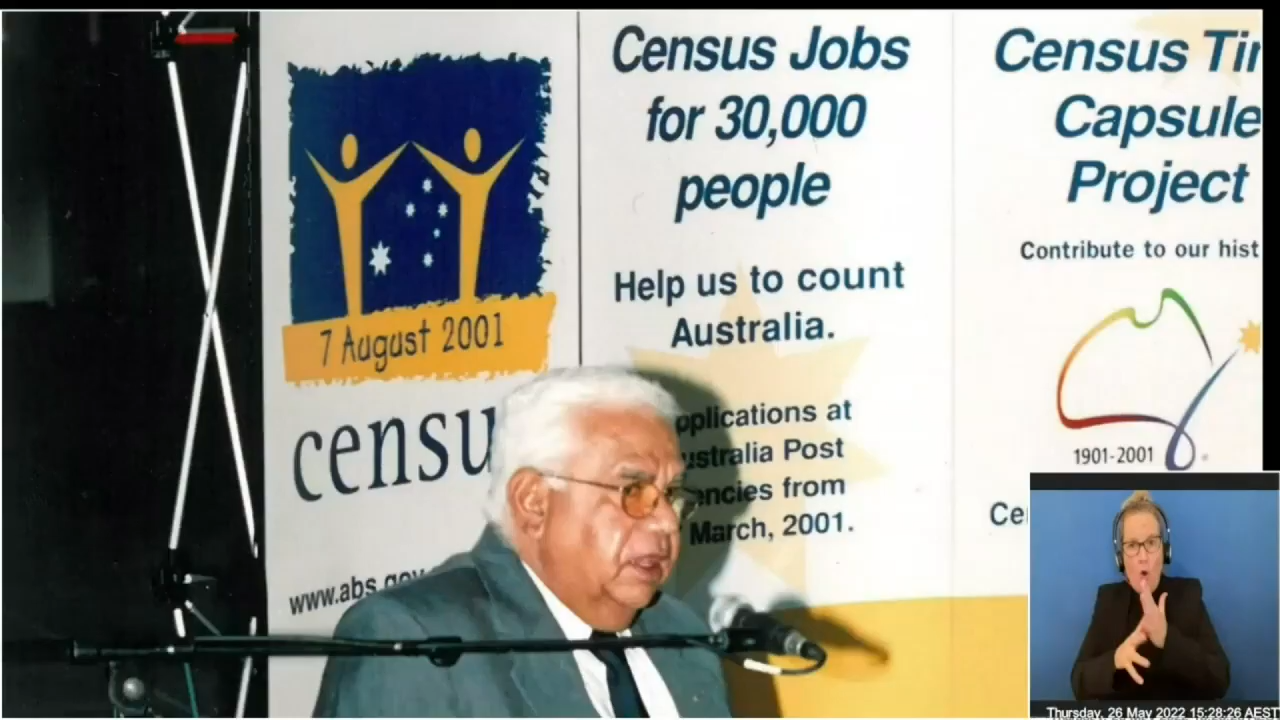 7 August 2001
census
www.abs.gov
Census Jobs
for 30,000
people
Help us to count
Australia.
pplications at
ustralia Post
encies from
March, 2001.
Census Tim
Capsule
Project
Contribute to our hist
1901-2001
Cen
Thursday, 26 May 2022 15:28:26 AEST